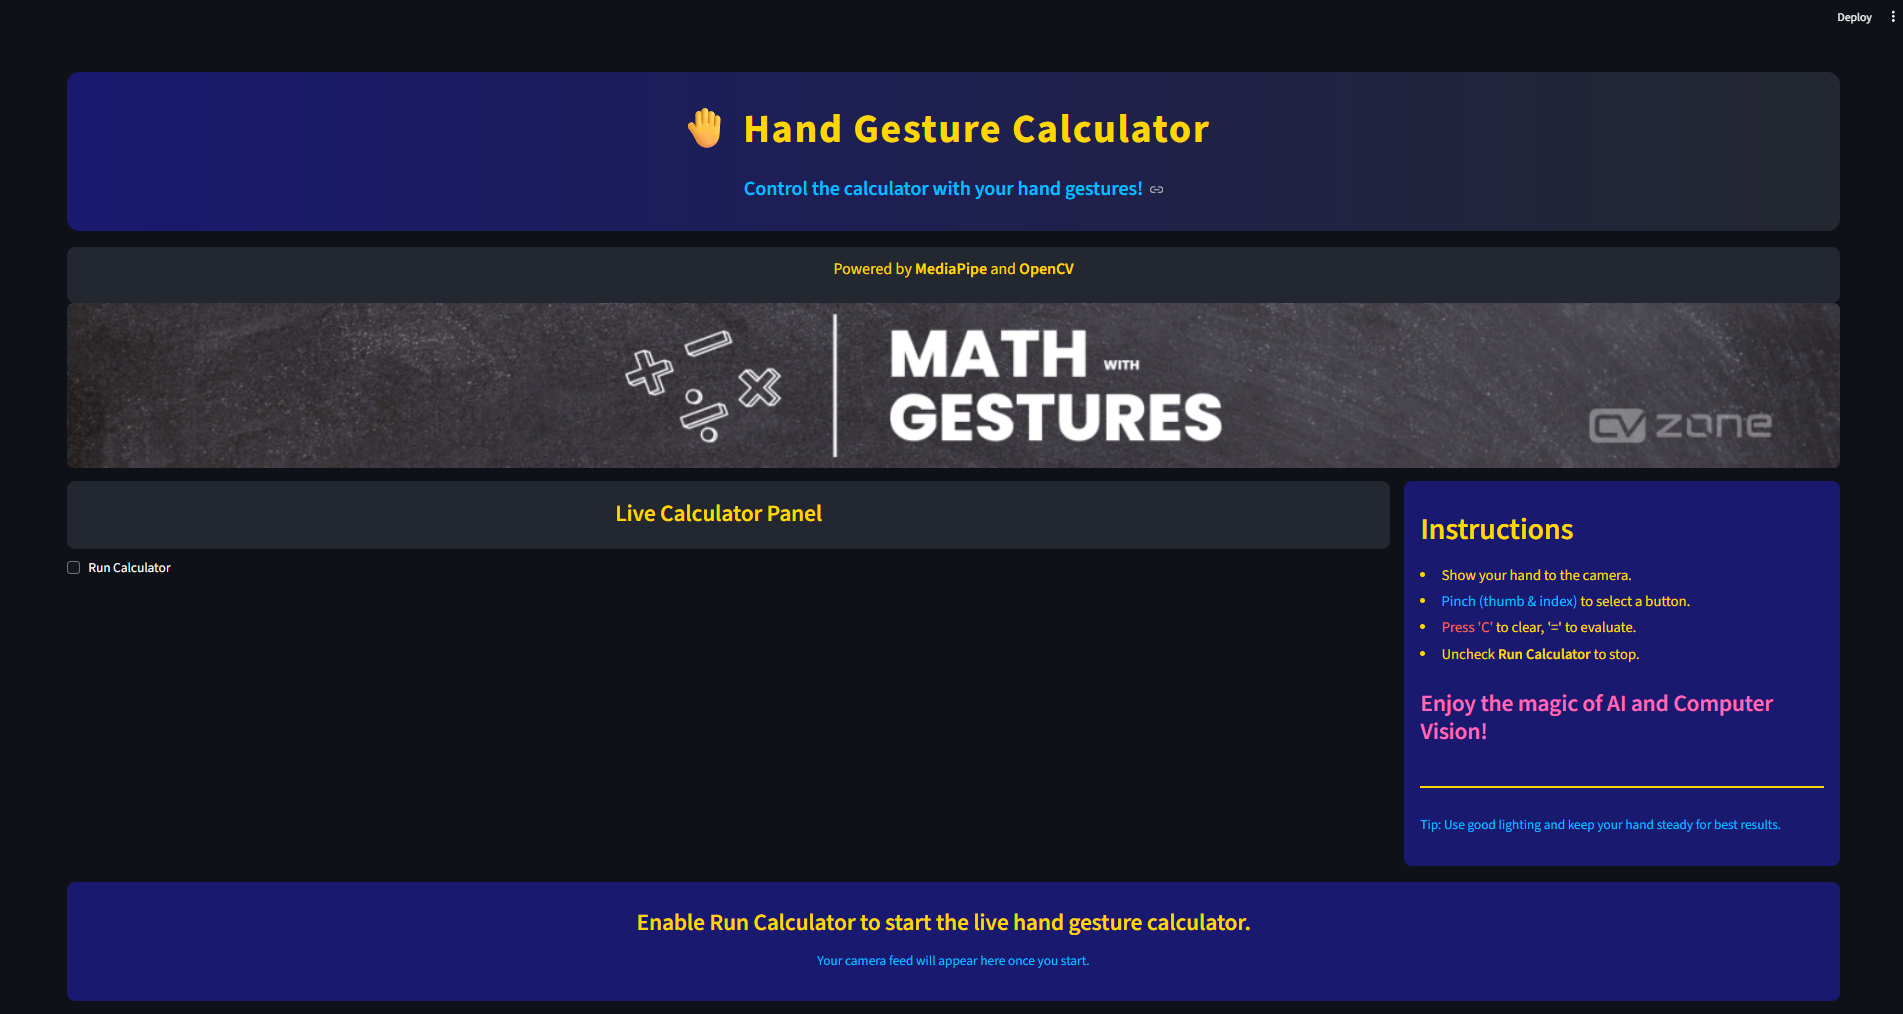 Deploy
Hand Gesture Calculator
Control the calculator with your hand gestures!
Powered by MediaPipe and OpenCV
MATH WITH
GESTURES
CV zone
Live Calculator Panel
Run Calculator
Instructions
• Show your hand to the camera.
• Pinch (thumb & index) to select a button.
• Press 'C' to clear, '=' to evaluate.
• Uncheck Run Calculator to stop.
Enjoy the magic of AI and Computer
Vision!
Tip: Use good lighting and keep your hand steady for best results.
Enable Run Calculator to start the live hand gesture calculator.
Your camera feed will appear here once you start.